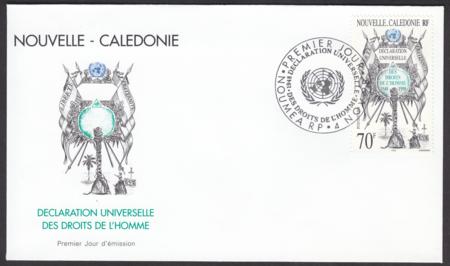 NOUVELLE - CALEDONIE
DECLARATION UNIVERSELLE
DES DROITS DE L'HOMME
Premier Jour d'émission
PREMIER JOUR
NOUMEA R.P.
DECLARATION UNIVERSELLE
DES DROITS DE L'HOMME
NOUVELLE-CALEDONIE RF
DECLARATION
UNIVERSELLE
DES
DROITS
DE L'HOMME
70F